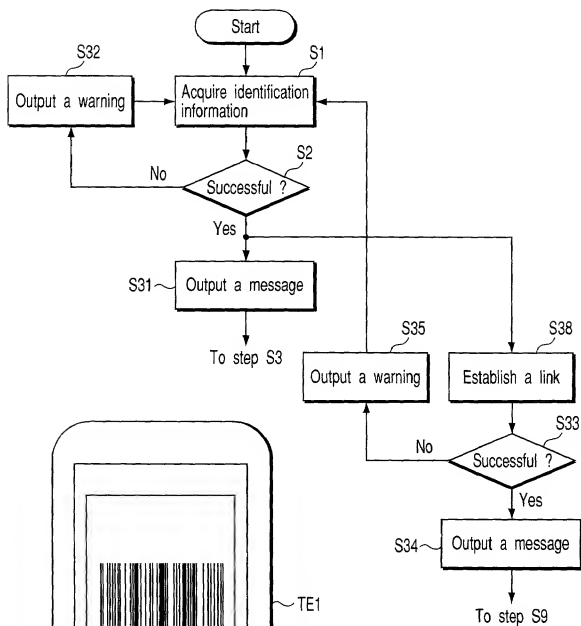 Start
S32
S1
Output a warning
Acquire identification
information
S2
No
Successful ?
Yes
S31
Output a message
To step S3
S35
S38
Output a warning
Establish a link
S33
No
Successful ?
Yes
S34
Output a message
TE1
To step S9